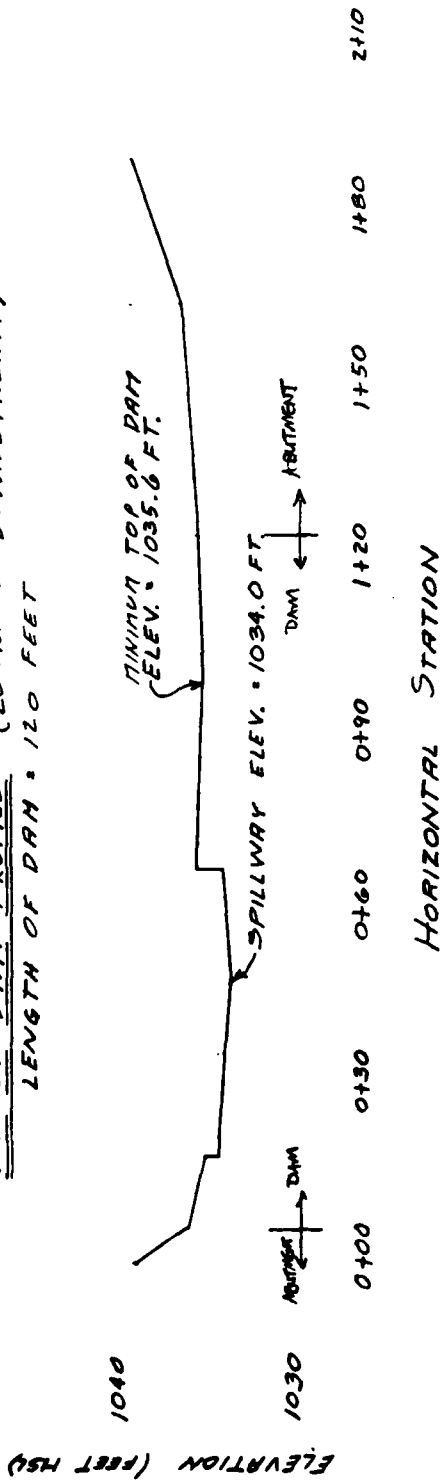 LENGTH OF DAM = 120 FEET
MINIMUM TOP OF DAM
ELEV. = 1035.6 FT.
SPILLWAY ELEV. = 1034.0 FT
DAM
ABUTMENT
ABUTMENT
DAM
1040
1030
ELEVATION (FEET MSL)
0+00
0+30
0+60
0+90
1+20
1+50
1+80
2+10
HORIZONTAL STATION